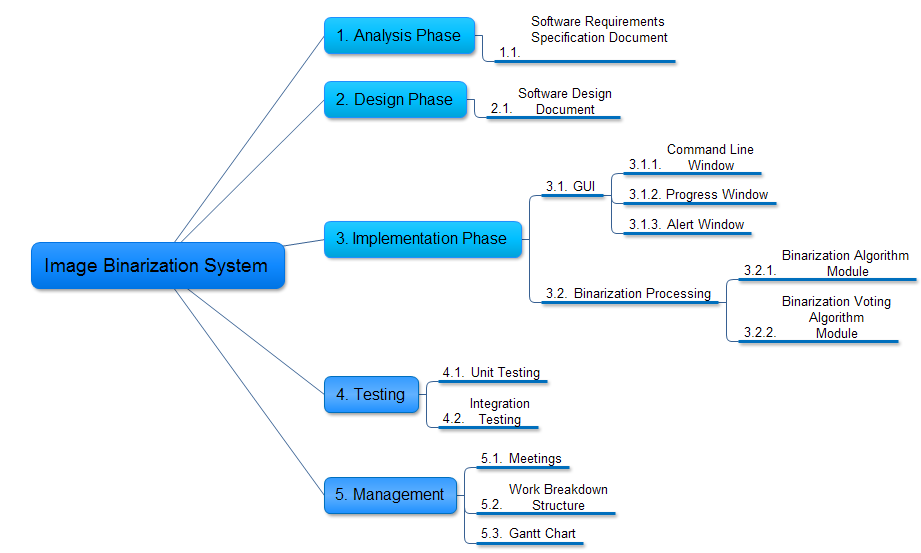 Image Binarization System
1. Analysis Phase
Software Requirements
1.1. Specification Document
2. Design Phase
Software Design
2.1. Document
3. Implementation Phase
3.1. GUI
Command Line
3.1.1. Window
3.1.2. Progress Window
3.1.3. Alert Window
3.2. Binarization Processing
Binarization Algorithm
3.2.1. Module
Binarization Voting
Algorithm
3.2.2. Module
4. Testing
4.1. Unit Testing
Integration
4.2. Testing
5. Management
5.1. Meetings
Work Breakdown
5.2. Structure
5.3. Gantt Chart